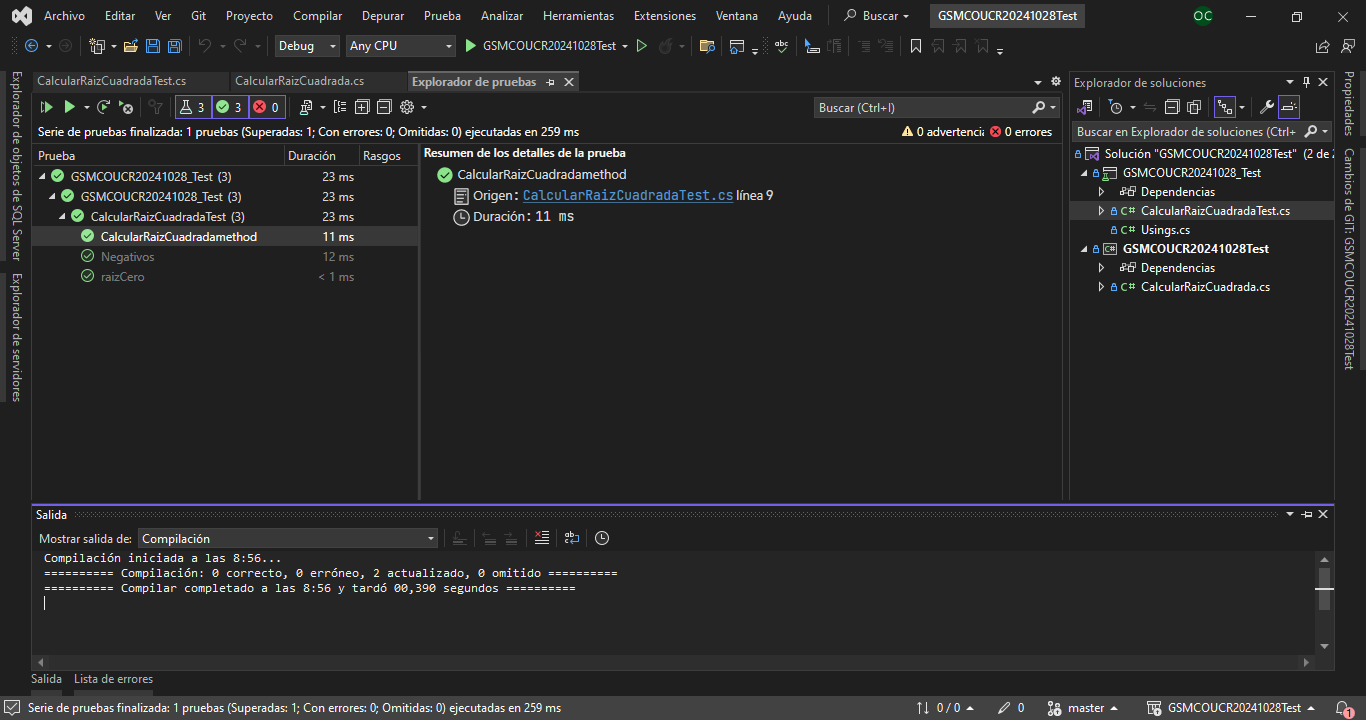 Archivo Editar Ver Git Proyecto Compilar Depurar Prueba Analizar Herramientas Extensiones Ventana Ayuda Buscar GSMCOUCR20241028Test OC
Debug Any CPU GSMCOUCR20241028Test
Explorador de objetos de SQL Server
Explorador de servidores
CalcularRaizCuadradaTest.cs CalcularRaizCuadrada.cs Explorador de pruebas
3 3 0 Buscar (Ctrl+I)
Serie de pruebas finalizada: 1 pruebas (Superadas: 1; Con errores: 0; Omitidas: 0) ejecutadas en 259 ms 0 advertenci 0 errores
Prueba Duración Rasgos
GSMCOUCR20241028_Test (3) 23 ms
GSMCOUCR20241028_Test (3) 23 ms
CalcularRaizCuadradaTest (3) 23 ms
CalcularRaizCuadradamethod 11 ms
Negativos 12 ms
raizCero < 1 ms
Resumen de los detalles de la prueba
CalcularRaizCuadradamethod
Origen: CalcularRaizCuadradaTest.cs línea 9
Duración: 11 ms
Explorador de soluciones
Buscar en Explorador de soluciones (Ctrl+
Solución "GSMCOUCR20241028Test" (2 de 2
GSMCOUCR20241028_Test
Dependencias
C# CalcularRaizCuadradaTest.cs
C# Usings.cs
C# GSMCOUCR20241028Test
Dependencias
C# CalcularRaizCuadrada.cs
Propiedades
Cambios de GIT: GSMCOUCR20241028Test
Salida
Mostrar salida de: Compilación
Compilación iniciada a las 8:56...
========== Compilación: 0 correcto, 0 erróneo, 2 actualizado, 0 omitido ==========
========== Compilar completado a las 8:56 y tardó 00,390 segundos ==========
Salida Lista de errores
Serie de pruebas finalizada: 1 pruebas (Superadas: 1; Con errores: 0; Omitidas: 0) ejecutadas en 259 ms 0 / 0 0 master GSMCOUCR20241028Test 1